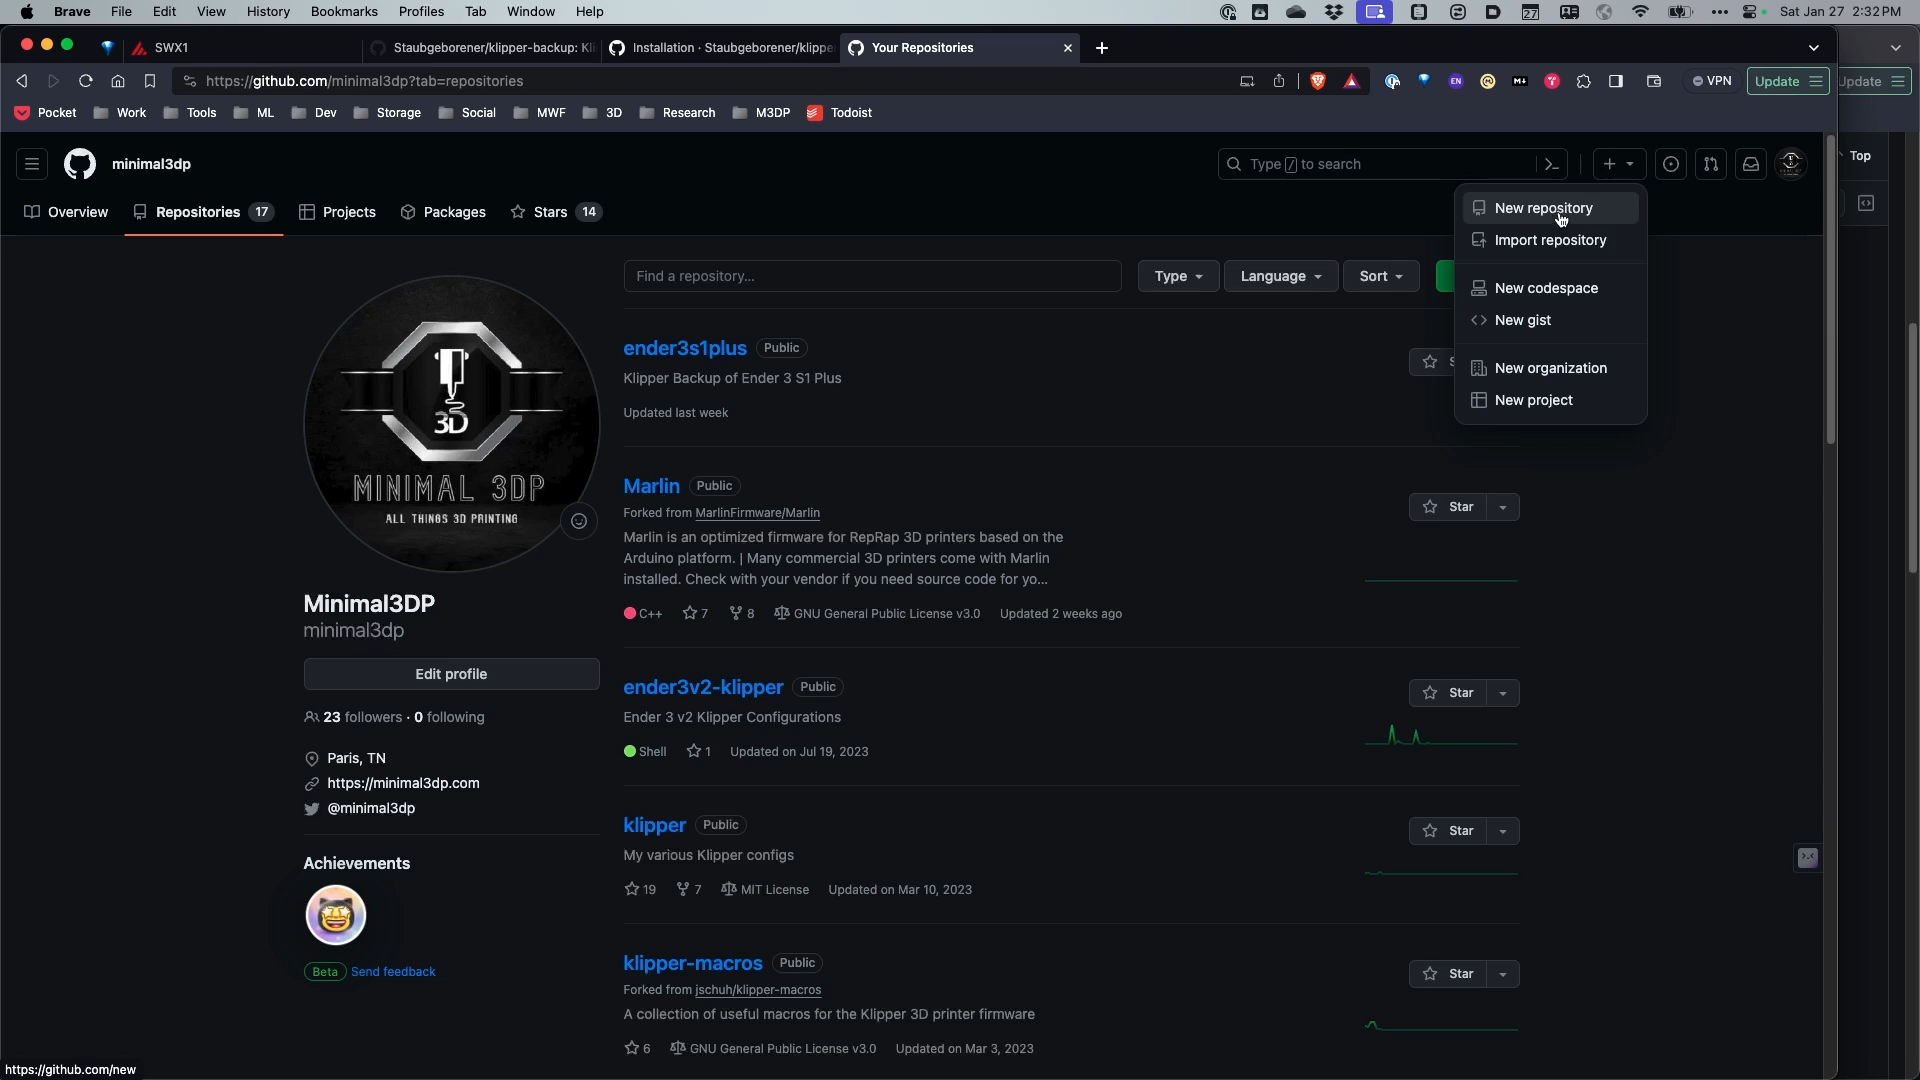 Brave File Edit View History Bookmarks Profiles Tab Window Help
27
Sat Jan 27 2:32 PM
SWX1
Staubgeborener/klipper-backup: Kli
Installation · Staubgeborener/klippe
Your Repositories
https://github.com/minimal3dp?tab=repositories
VPN
Update
Update
Pocket Work Tools ML Dev Storage Social MWF 3D Research M3DP Todoist
minimal3dp
Type / to search
Top
Overview Repositories 17 Projects Packages Stars 14
New repository
Import repository
New codespace
New gist
New organization
New project
Find a repository...
Type Language Sort
3D
MINIMAL 3DP
ALL THINGS 3D PRINTING
Minimal3DP
minimal3dp
Edit profile
23 followers · 0 following
Paris, TN
https://minimal3dp.com
@minimal3dp
Achievements
Beta Send feedback
ender3s1plus Public
Klipper Backup of Ender 3 S1 Plus
Updated last week
Marlin Public
Forked from MarlinFirmware/Marlin
Marlin is an optimized firmware for RepRap 3D printers based on the
Arduino platform. | Many commercial 3D printers come with Marlin
installed. Check with your vendor if you need source code for yo...
C++ 7 8 GNU General Public License v3.0 Updated 2 weeks ago
Star
ender3v2-klipper Public
Ender 3 v2 Klipper Configurations
Shell 1 Updated on Jul 19, 2023
Star
klipper Public
My various Klipper configs
19 7 MIT License Updated on Mar 10, 2023
Star
klipper-macros Public
Forked from jschuh/klipper-macros
A collection of useful macros for the Klipper 3D printer firmware
6 GNU General Public License v3.0 Updated on Mar 3, 2023
Star
https://github.com/new